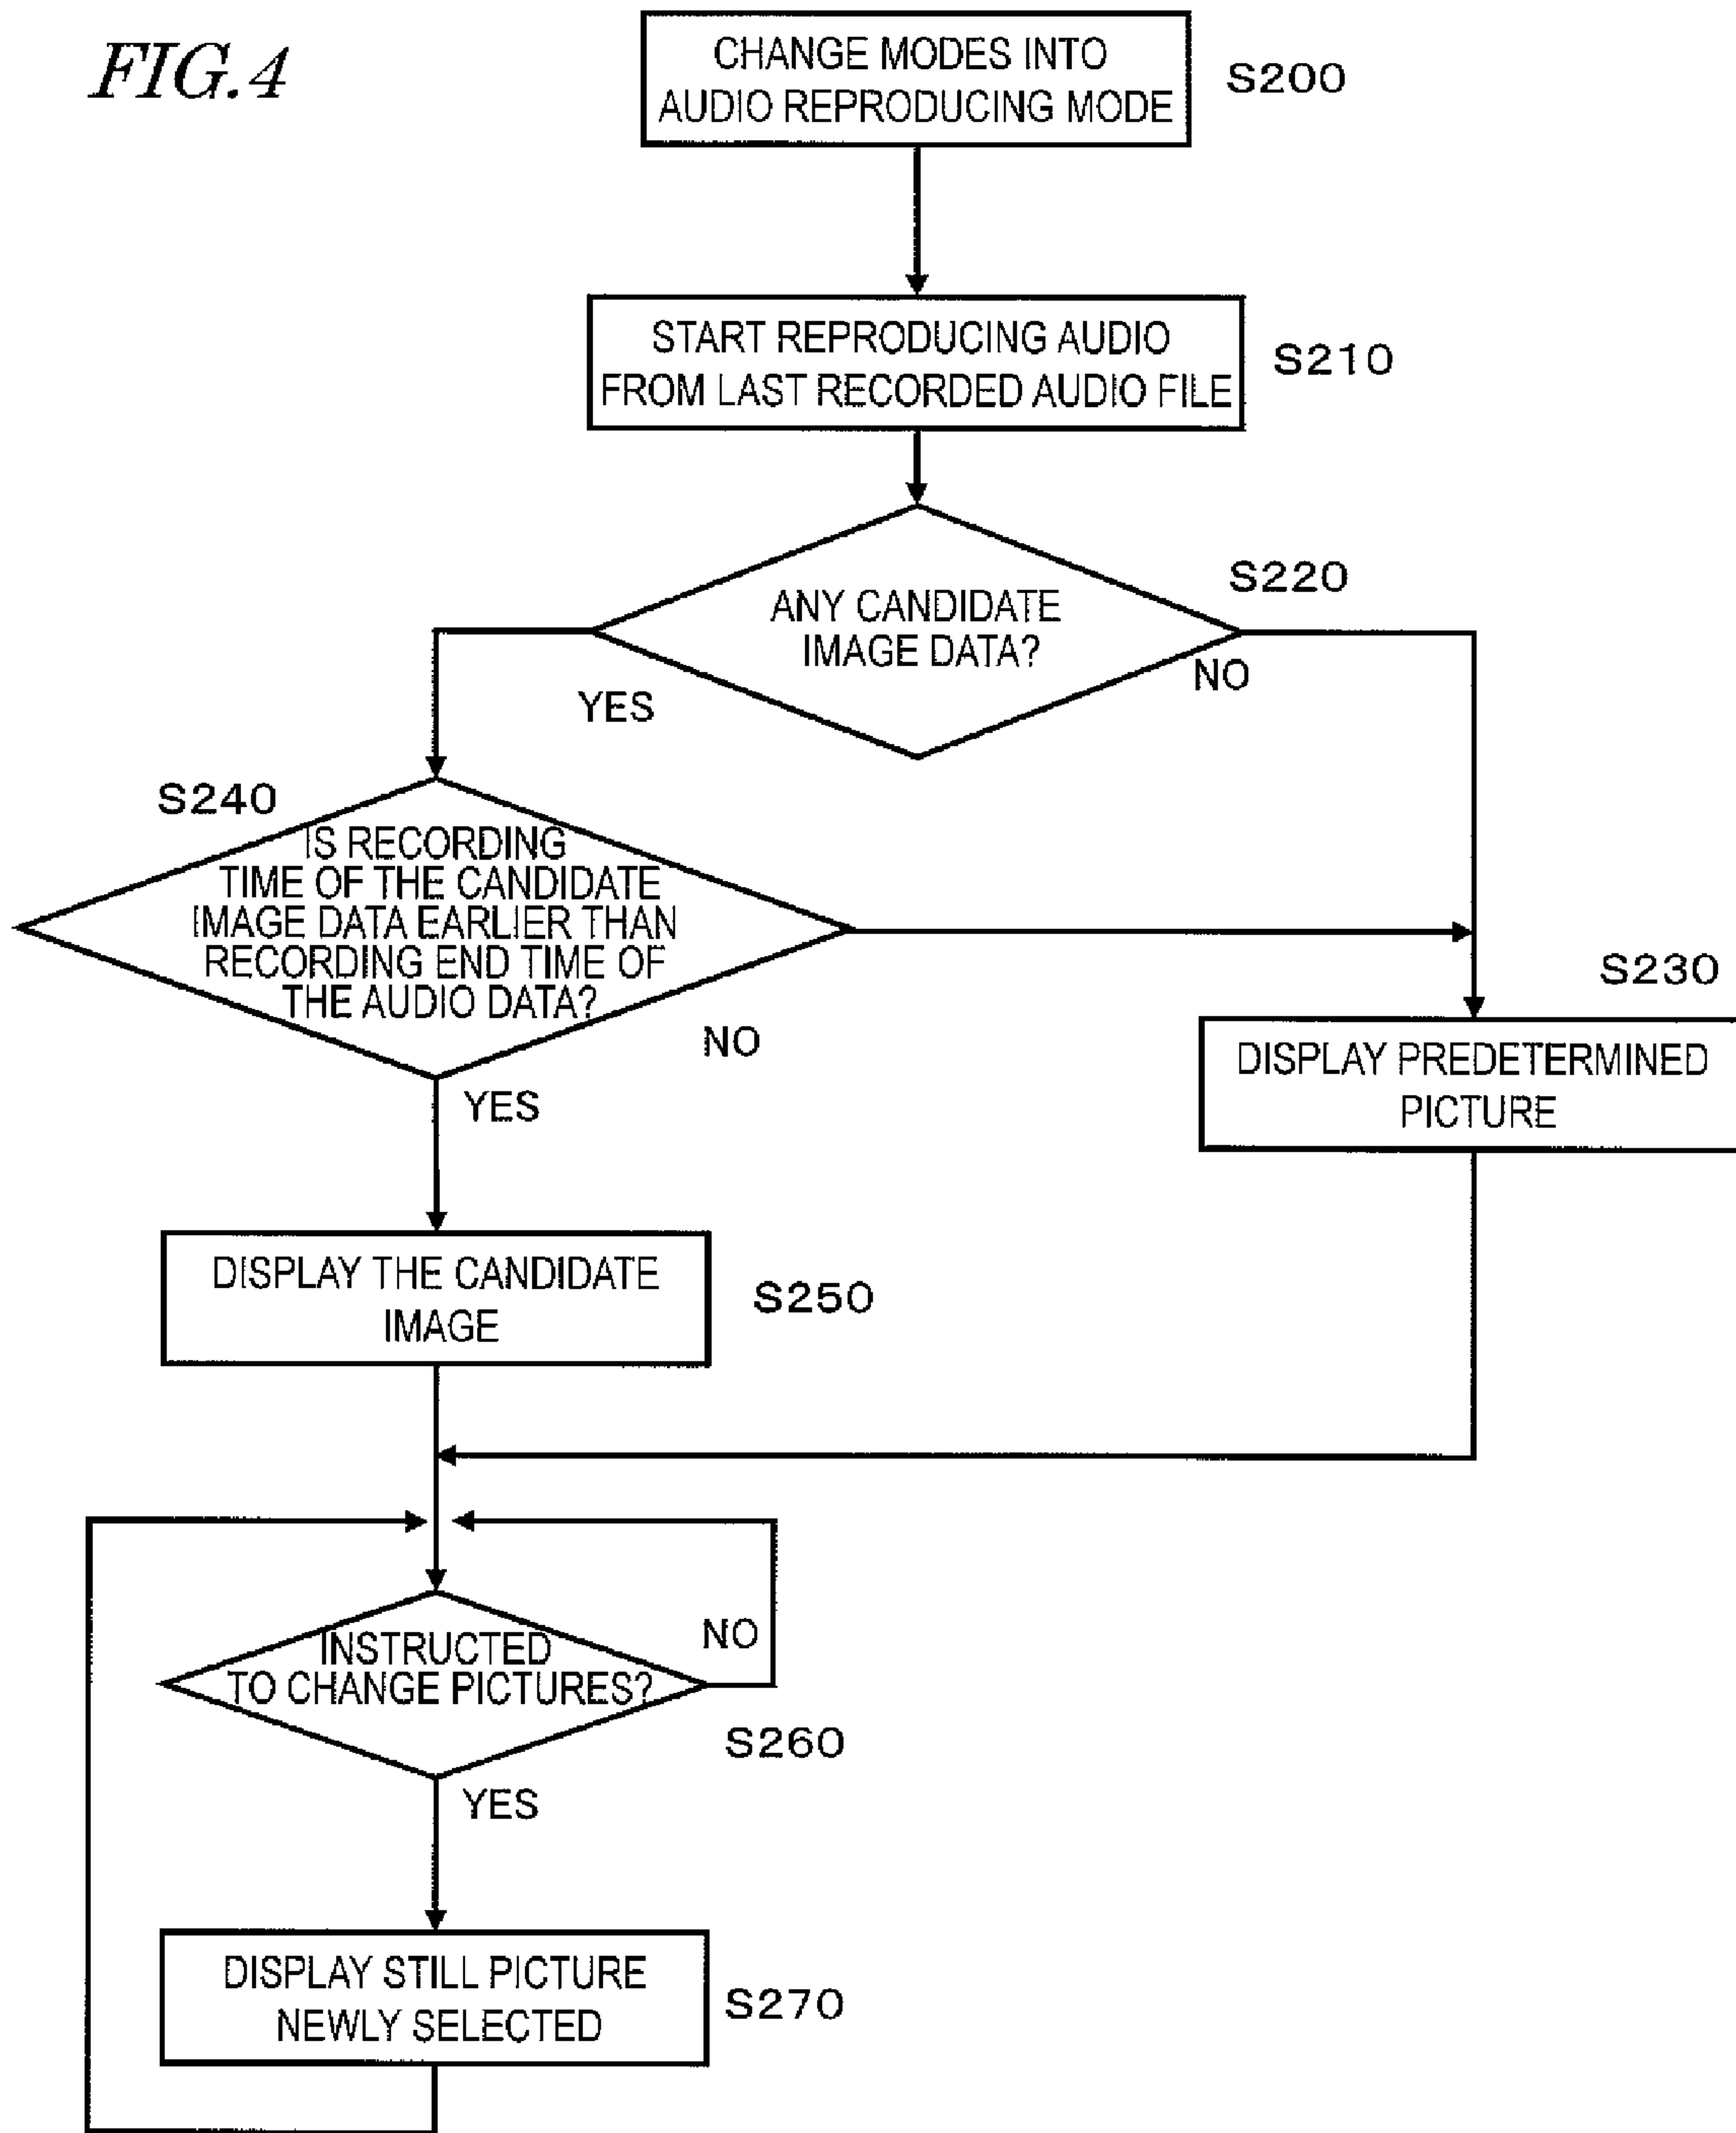 FIG.4
CHANGE MODES INTO
AUDIO REPRODUCING MODE
S200
START REPRODUCING AUDIO
FROM LAST RECORDED AUDIO FILE
S210
ANY CANDIDATE
IMAGE DATA?
S220
YES
NO
S240
IS RECORDING
TIME OF THE CANDIDATE
IMAGE DATA EARLIER THAN
RECORDING END TIME OF
THE AUDIO DATA?
NO
YES
S230
DISPLAY PREDETERMINED
PICTURE
DISPLAY THE CANDIDATE
IMAGE
S250
INSTRUCTED
TO CHANGE PICTURES?
NO
S260
YES
DISPLAY STILL PICTURE
NEWLY SELECTED
S270